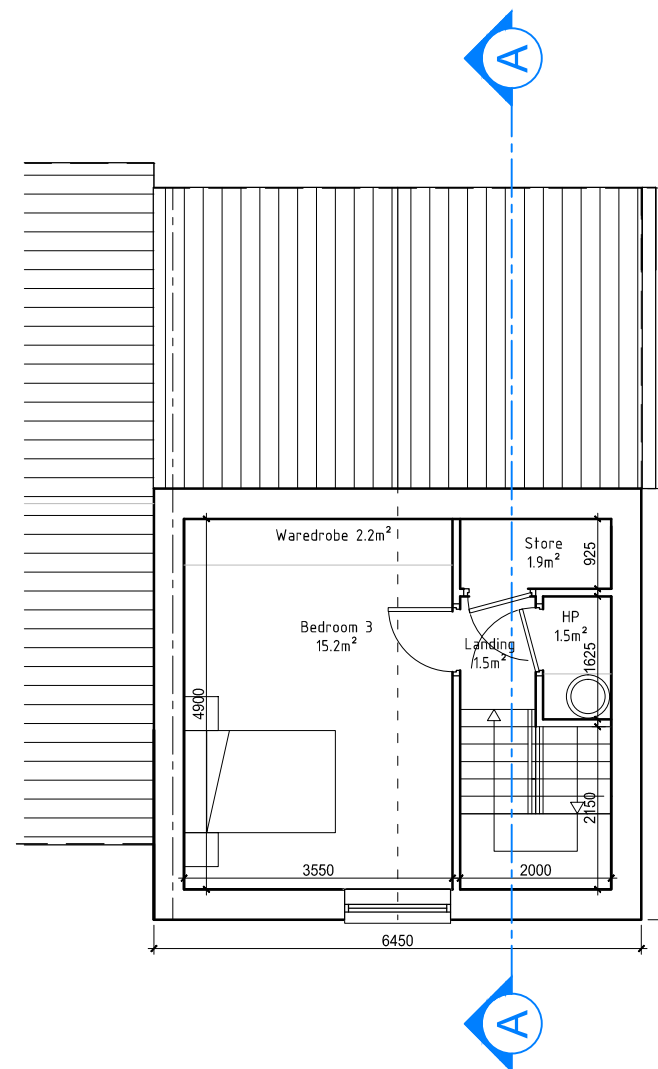 A
Waredrobe 2.2m²
Store
1.9m²
925
Bedroom 3
15.2m²
HP
1.5m²
Landing
1.5m²
1625
4900
2150
3550
2000
6450
A